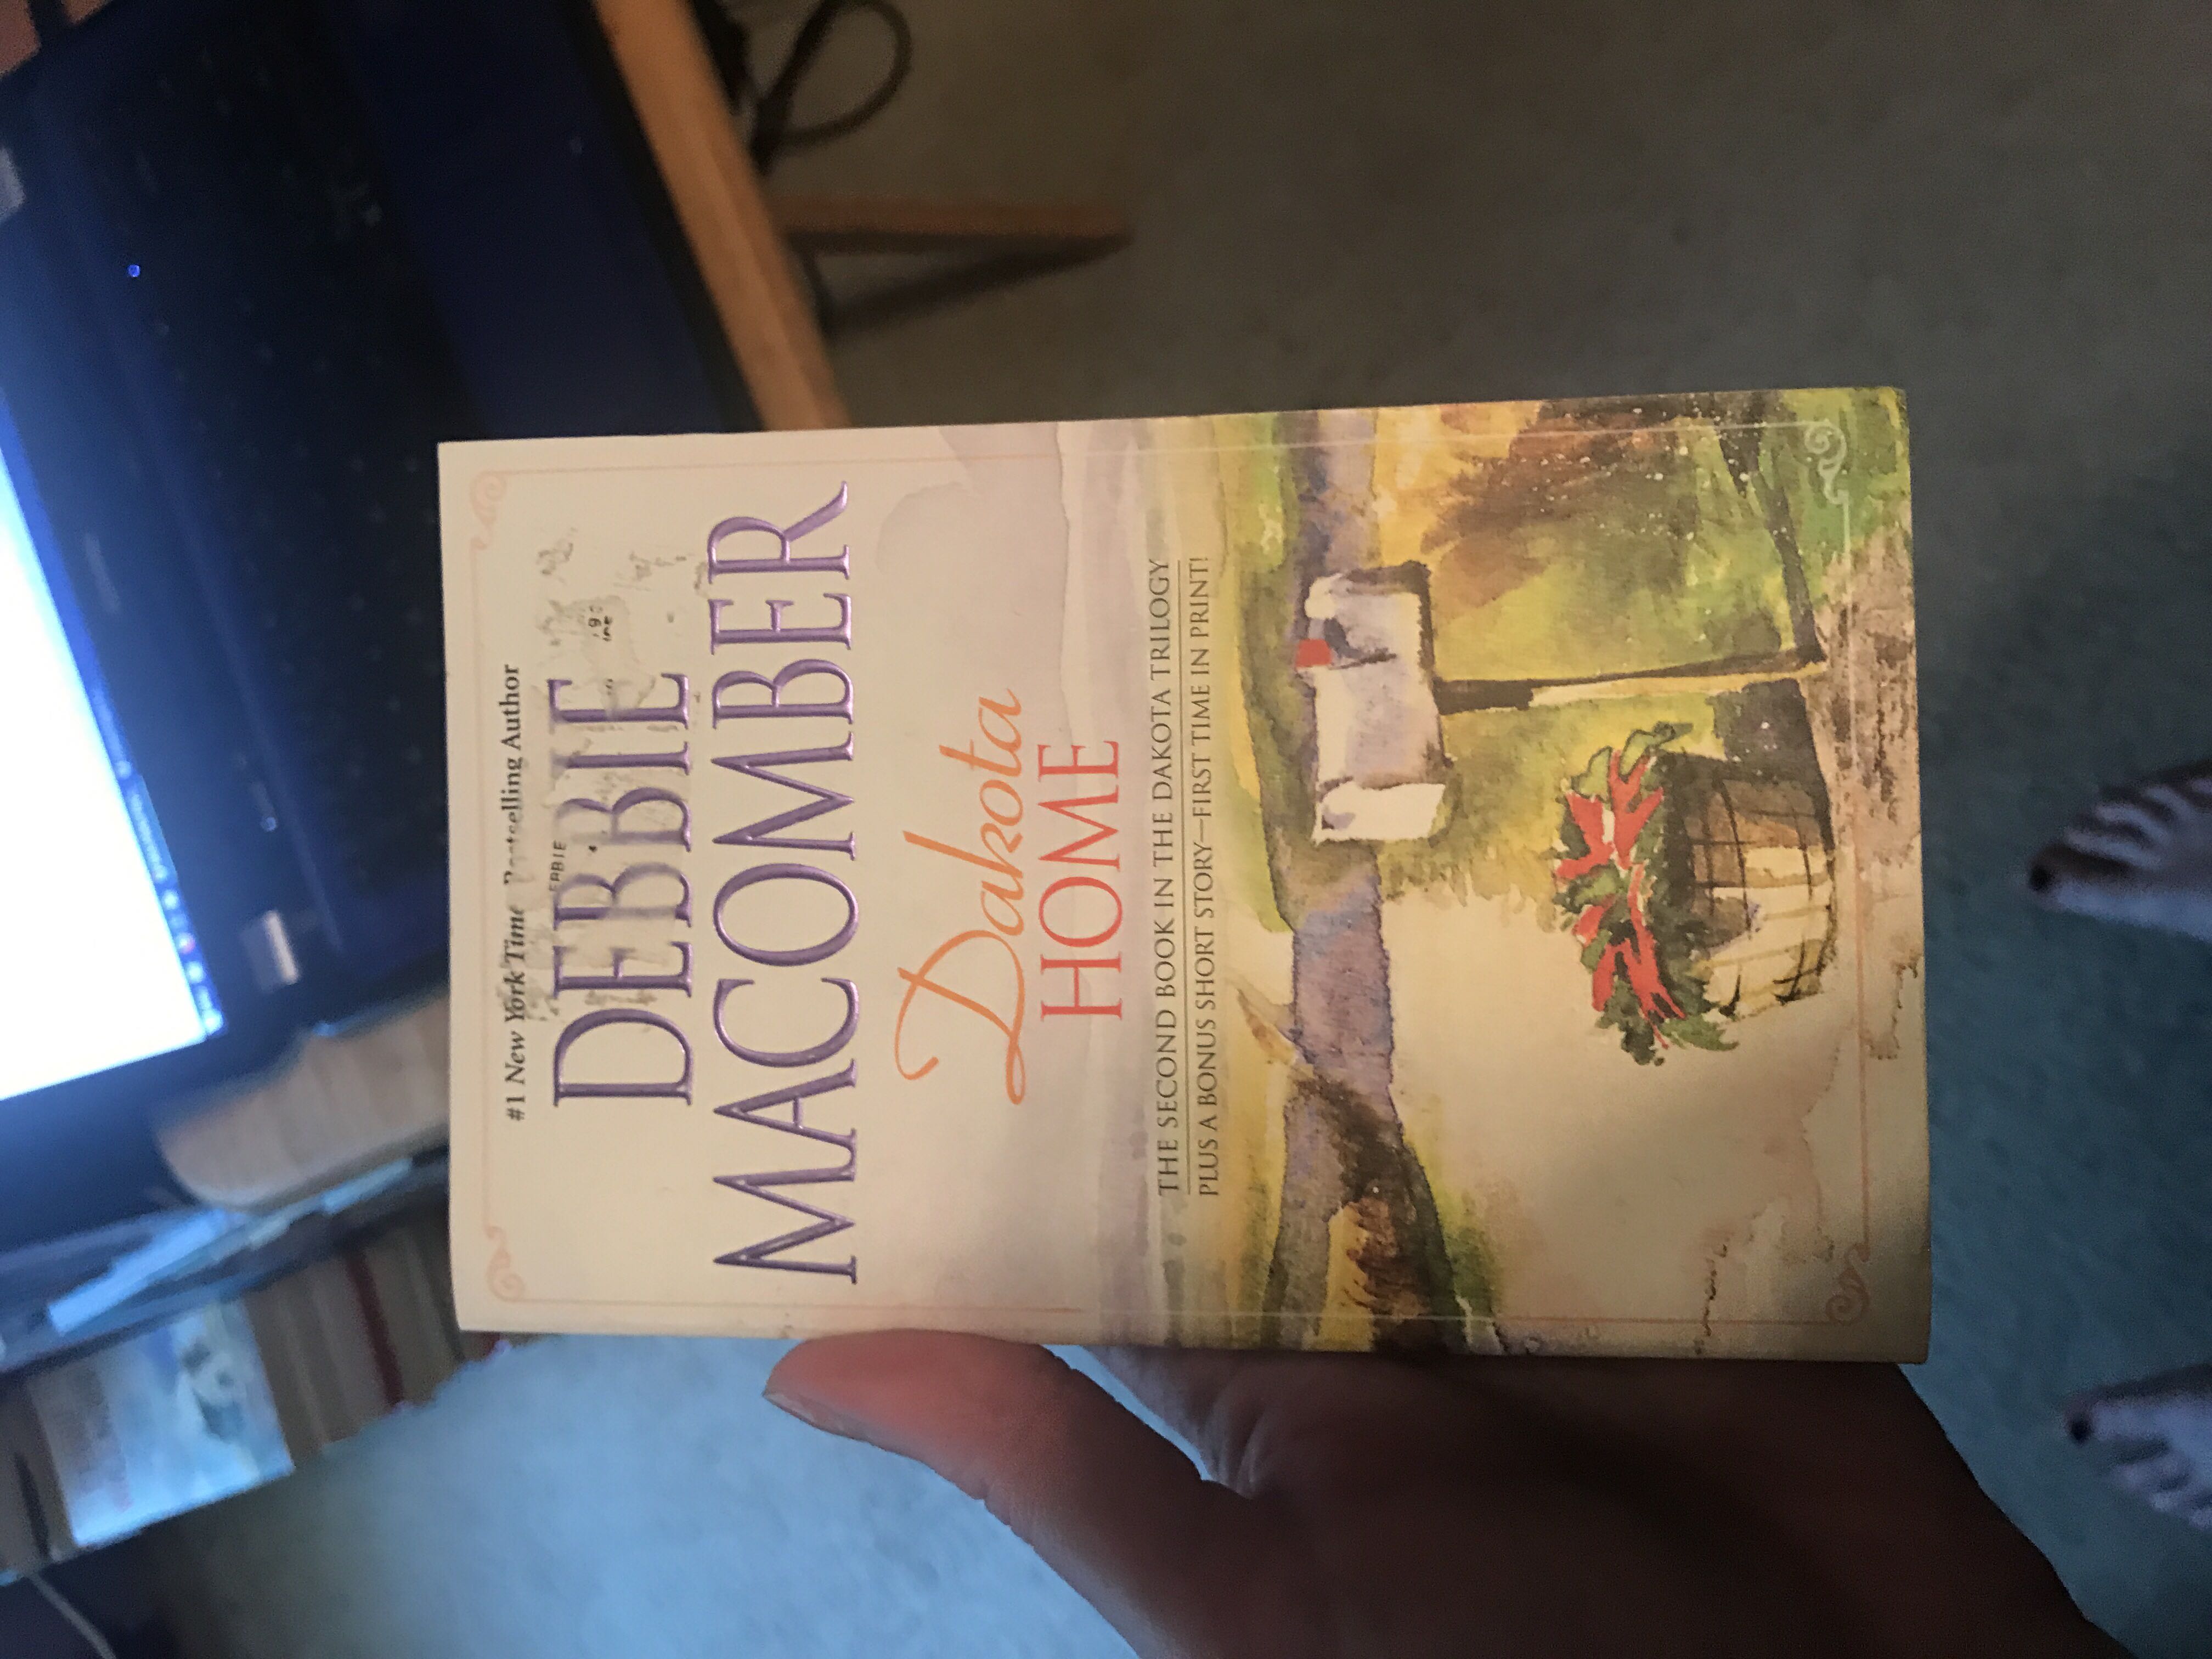 #1 New York Times Bestselling Author
DEBBIE
MACOMBER
Dakota
HOME
THE SECOND BOOK IN THE DAKOTA TRILOGY
PLUS A BONUS SHORT STORY—FIRST TIME IN PRINT!